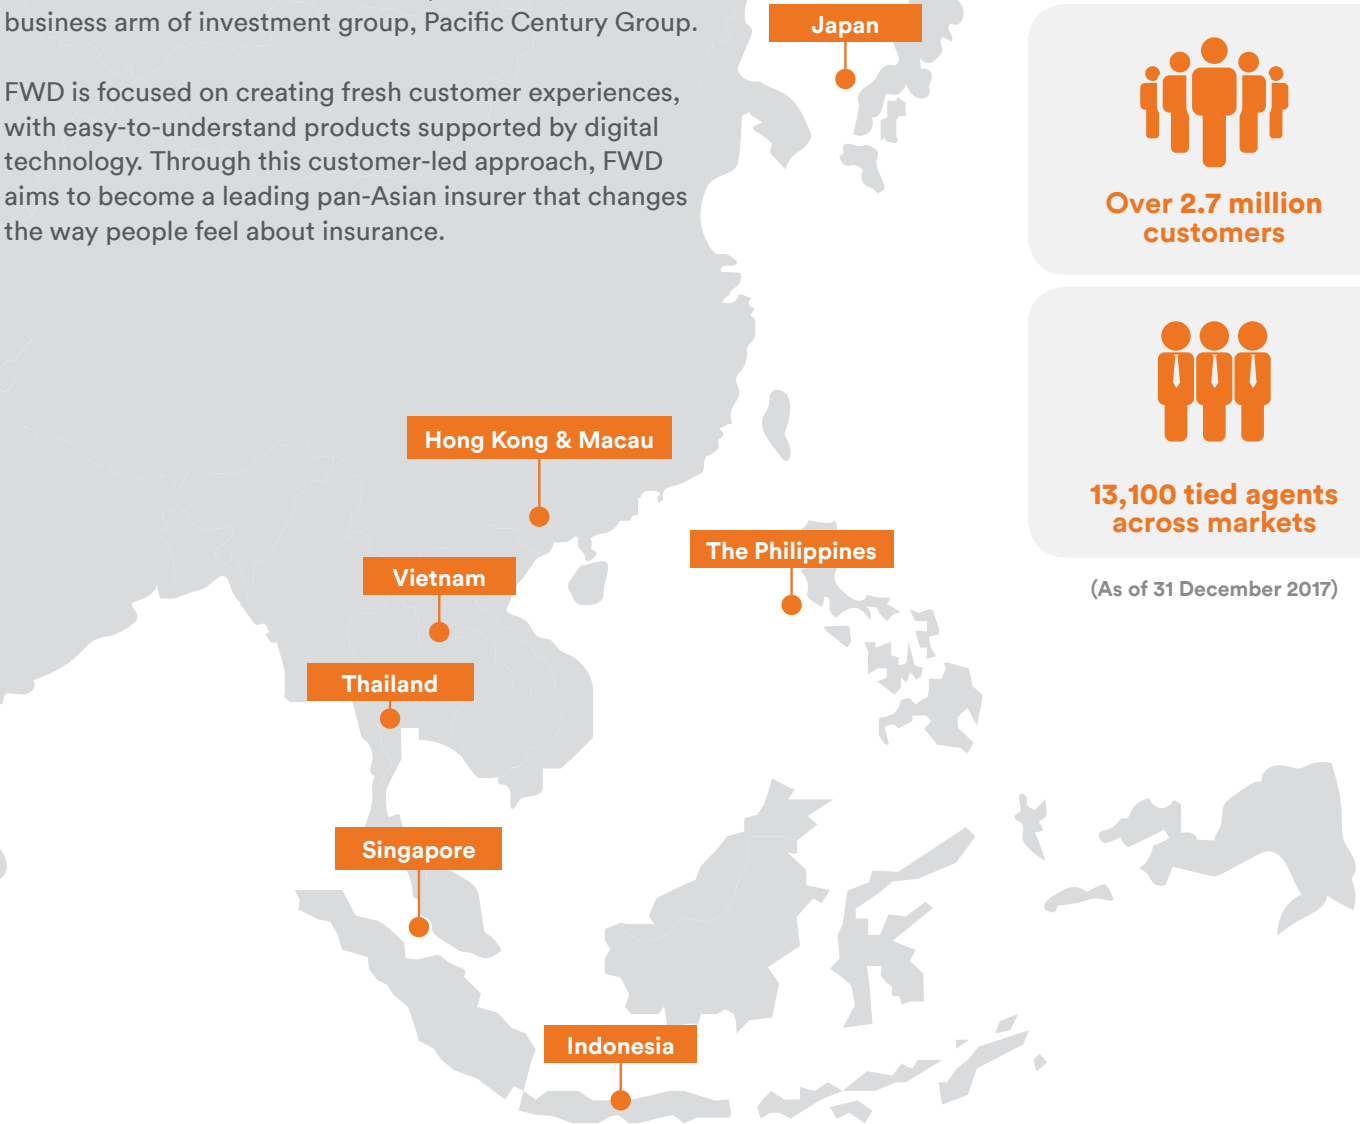 business arm of investment group, Pacific Century Group.
FWD is focused on creating fresh customer experiences,
with easy-to-understand products supported by digital
technology. Through this customer-led approach, FWD
aims to become a leading pan-Asian insurer that changes
the way people feel about insurance.
Japan
Hong Kong & Macau
Vietnam
The Philippines
Thailand
Singapore
Indonesia
Over 2.7 million
customers
13,100 tied agents
across markets
(As of 31 December 2017)